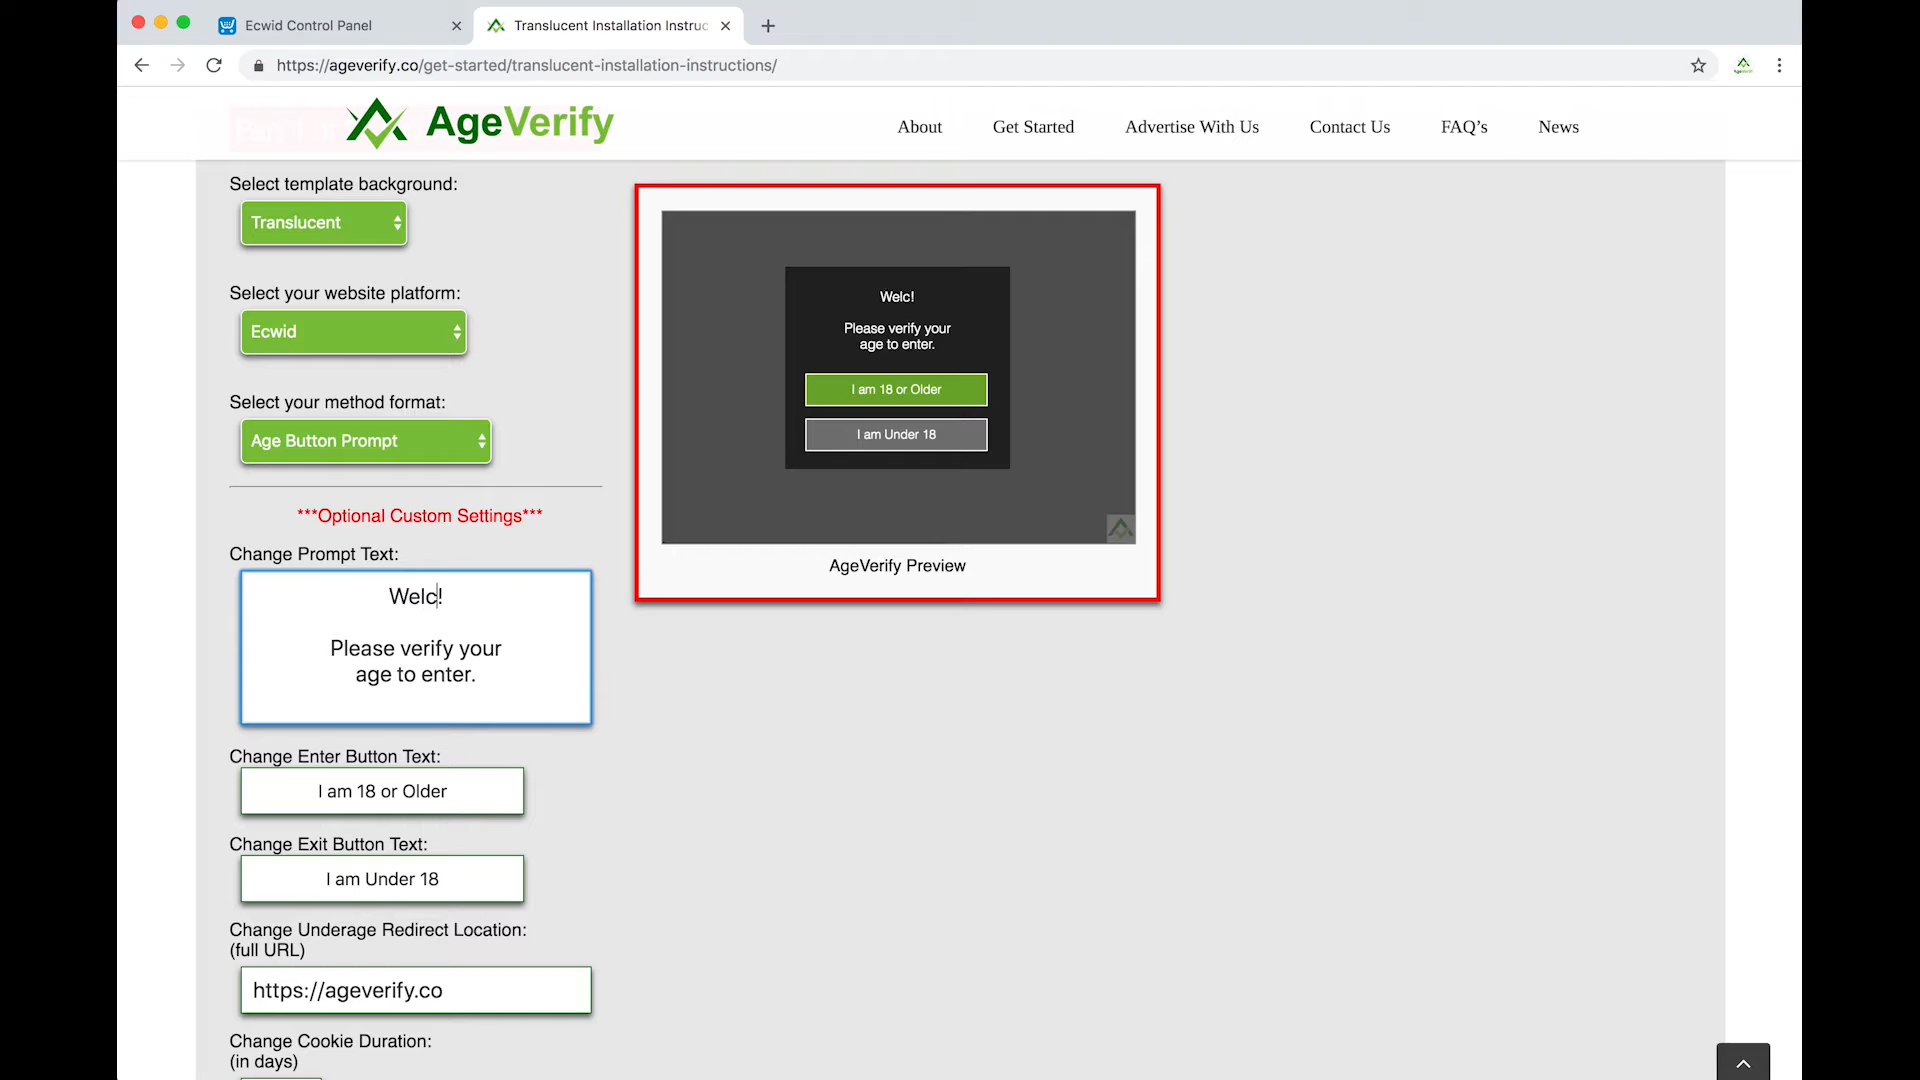 Ecwid Control Panel
Translucent Installation Instruc
https://ageverify.co/get-started/translucent-installation-instructions/
AgeVerify
About
Get Started
Advertise With Us
Contact Us
FAQ's
News
Select template background:
Translucent
Select your website platform:
Ecwid
Select your method format:
Age Button Prompt
***Optional Custom Settings***
Change Prompt Text:
Welc!
Please verify your
age to enter.
Change Enter Button Text:
I am 18 or Older
Change Exit Button Text:
I am Under 18
Change Underage Redirect Location:
(full URL)
https://ageverify.co
Change Cookie Duration:
(in days)
Welc!
Please verify your
age to enter.
I am 18 or Older
I am Under 18
AgeVerify Preview